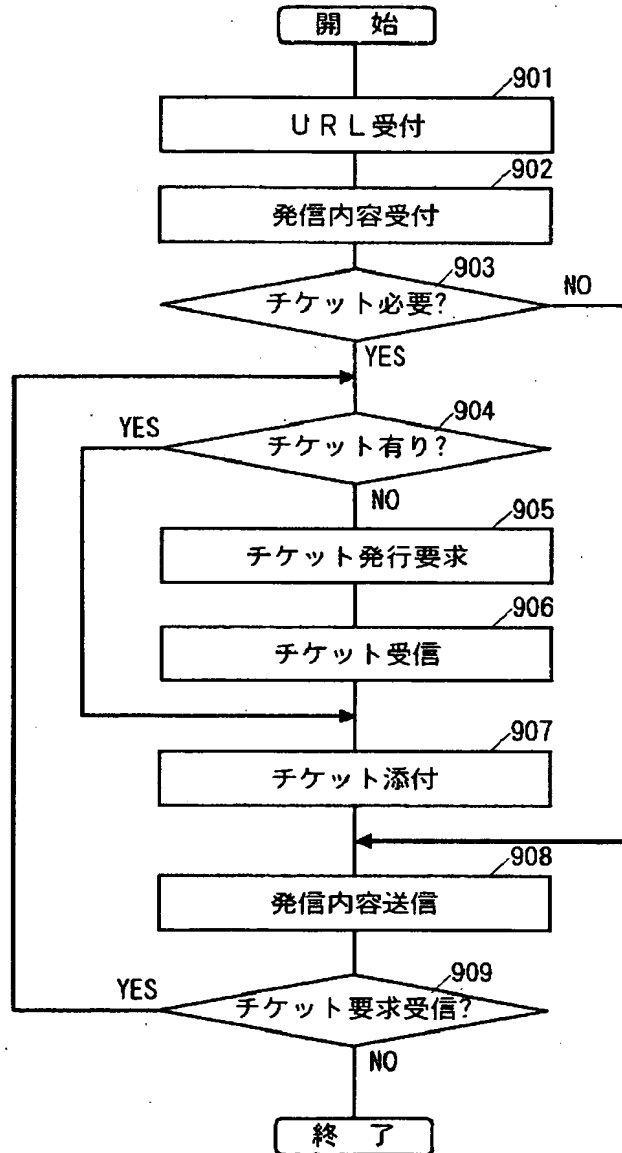 開 始
901
URL受付
902
発信内容受付
903
チケット必要?
NO
YES
904
YES
チケット有り?
NO
905
チケット発行要求
906
チケット受信
907
チケット添付
908
発信内容送信
909
YES
チケット要求受信?
NO
終 了